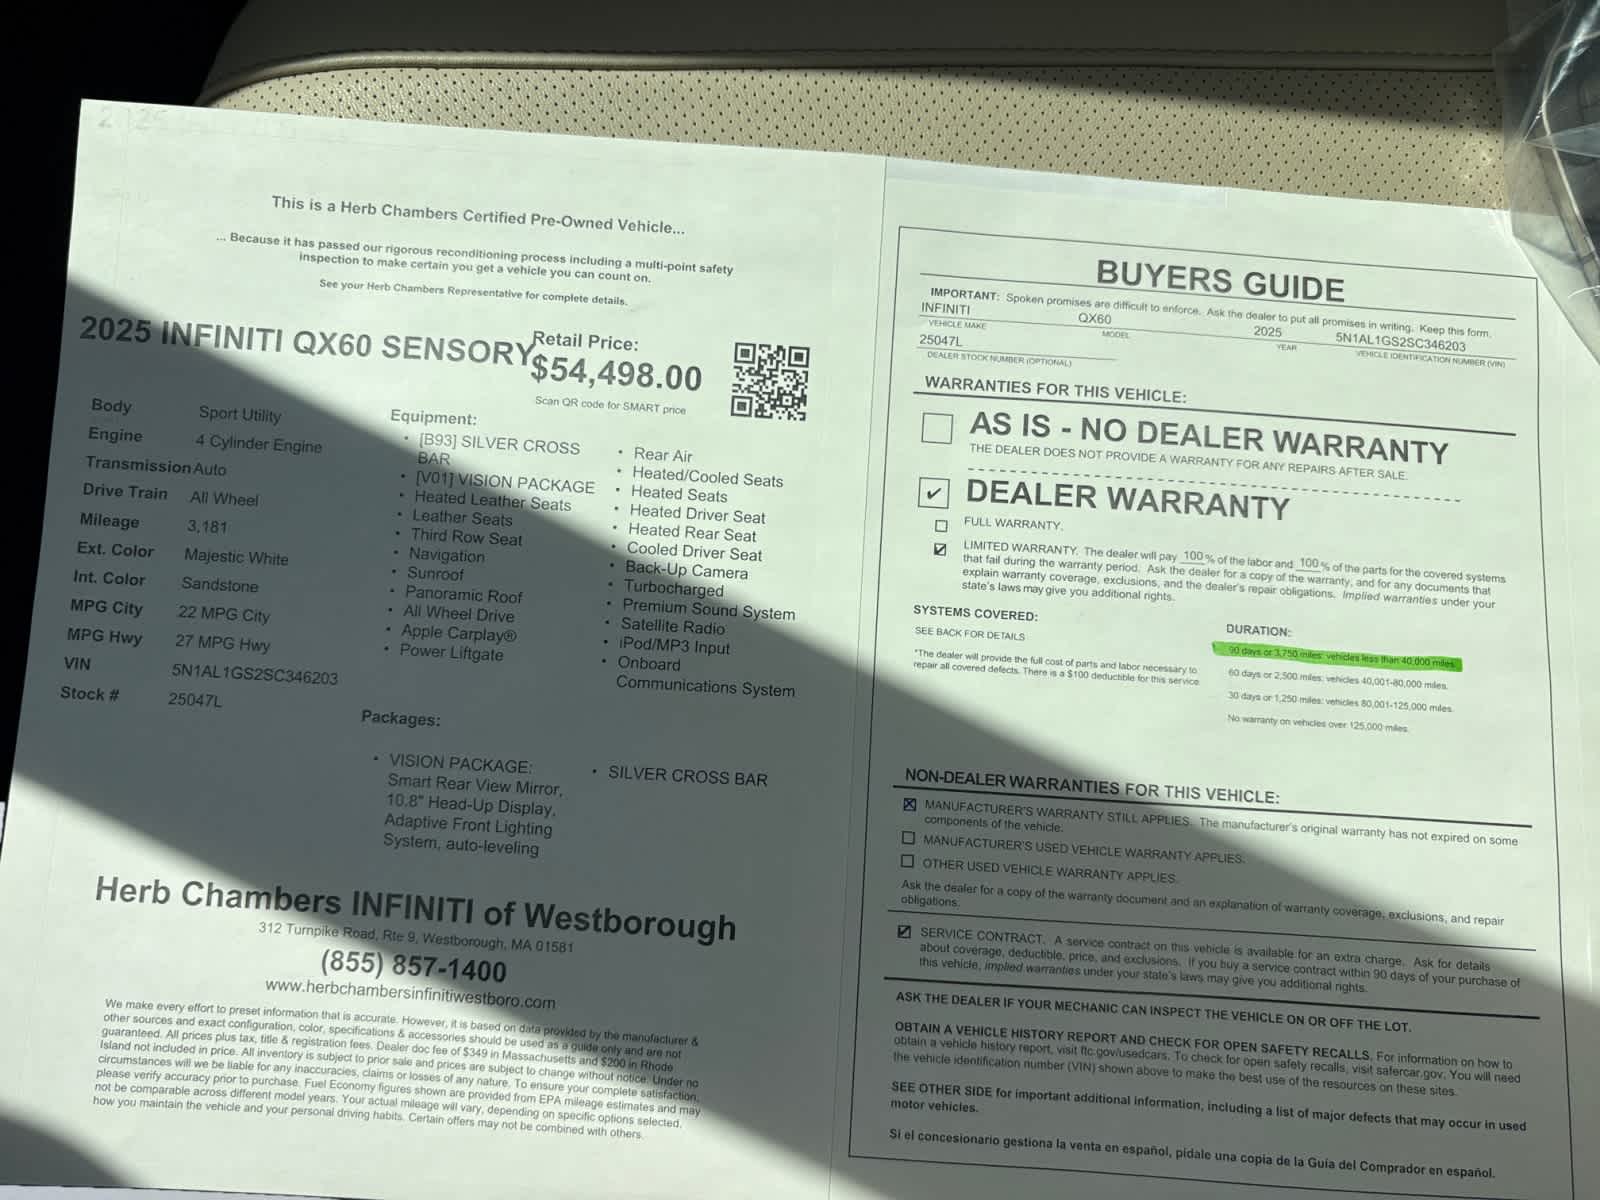 This is a Herb Chambers Certified Pre-Owned Vehicle...
... Because it has passed our rigorous reconditioning process including a multi-point safety
inspection to make certain you get a vehicle you can count on.
See your Herb Chambers Representative for complete details.
2025 INFINITI QX60 SENSORY
Retail Price:
$54,498.00
Scan QR code for SMART price
Body Sport Utility
Engine 4 Cylinder Engine
Transmission Auto
Drive Train All Wheel
Mileage 3,181
Ext. Color Majestic White
Int. Color Sandstone
MPG City 22 MPG City
MPG Hwy 27 MPG Hwy
VIN 5N1AL1GS2SC346203
Stock # 25047L
Equipment:
• [B93] SILVER CROSS
BAR
• [V01] VISION PACKAGE
• Heated Leather Seats
• Leather Seats
• Third Row Seat
• Navigation
• Sunroof
• Panoramic Roof
• All Wheel Drive
• Apple Carplay®
• Power Liftgate
• Rear Air
• Heated/Cooled Seats
• Heated Seats
• Heated Driver Seat
• Heated Rear Seat
• Cooled Driver Seat
• Back-Up Camera
• Turbocharged
• Premium Sound System
• Satellite Radio
• iPod/MP3 Input
• Onboard
Communications System
Packages:
• VISION PACKAGE:
Smart Rear View Mirror,
10.8" Head-Up Display,
Adaptive Front Lighting
System, auto-leveling
• SILVER CROSS BAR
Herb Chambers INFINITI of Westborough
312 Turnpike Road, Rte 9, Westborough, MA 01581
(855) 857-1400
www.herbchambersinfinitiwestboro.com
We make every effort to preset information that is accurate. However, it is based on data provided by the manufacturer &
other sources and exact configuration, color, specifications & accessories should be used as a guide only and are not
guaranteed. All prices plus tax, title & registration fees. Dealer doc fee of $349 in Massachusetts and $200 in Rhode
Island not included in price. All inventory is subject to prior sale and prices are subject to change without notice. Under no
circumstances will we be liable for any inaccuracies, claims or losses of any nature. To ensure your complete satisfaction,
please verify accuracy prior to purchase. Fuel Economy figures shown are provided from EPA mileage estimates and may
not be comparable across different model years. Your actual mileage will vary, depending on specific options selected,
how you maintain the vehicle and your personal driving habits. Certain offers may not be combined with others.
BUYERS GUIDE
IMPORTANT: Spoken promises are difficult to enforce. Ask the dealer to put all promises in writing. Keep this form.
INFINITI QX60 2025 5N1AL1GS2SC346203
VEHICLE MAKE MODEL YEAR VEHICLE IDENTIFICATION NUMBER (VIN)
25047L
DEALER STOCK NUMBER (OPTIONAL)
WARRANTIES FOR THIS VEHICLE:
AS IS - NO DEALER WARRANTY
THE DEALER DOES NOT PROVIDE A WARRANTY FOR ANY REPAIRS AFTER SALE.
DEALER WARRANTY
FULL WARRANTY.
LIMITED WARRANTY. The dealer will pay 100 % of the labor and 100 % of the parts for the covered systems
that fail during the warranty period. Ask the dealer for a copy of the warranty, and for any documents that
explain warranty coverage, exclusions, and the dealer's repair obligations. Implied warranties under your
state's laws may give you additional rights.
SYSTEMS COVERED:
SEE BACK FOR DETAILS
*The dealer will provide the full cost of parts and labor necessary to
repair all covered defects. There is a $100 deductible for this service
DURATION:
90 days or 3,750 miles: vehicles less than 40,000 miles.
60 days or 2,500 miles: vehicles 40,001-80,000 miles.
30 days or 1,250 miles: vehicles 80,001-125,000 miles.
No warranty on vehicles over 125,000 miles.
NON-DEALER WARRANTIES FOR THIS VEHICLE:
MANUFACTURER'S WARRANTY STILL APPLIES. The manufacturer's original warranty has not expired on some
components of the vehicle.
MANUFACTURER'S USED VEHICLE WARRANTY APPLIES.
OTHER USED VEHICLE WARRANTY APPLIES.
Ask the dealer for a copy of the warranty document and an explanation of warranty coverage, exclusions, and repair
obligations.
SERVICE CONTRACT. A service contract on this vehicle is available for an extra charge. Ask for details
about coverage, deductible, price, and exclusions. If you buy a service contract within 90 days of your purchase of
this vehicle, implied warranties under your state's laws may give you additional rights.
ASK THE DEALER IF YOUR MECHANIC CAN INSPECT THE VEHICLE ON OR OFF THE LOT.
OBTAIN A VEHICLE HISTORY REPORT AND CHECK FOR OPEN SAFETY RECALLS. For information on how to
obtain a vehicle history report, visit ftc.gov/usedcars. To check for open safety recalls, visit safercar.gov. You will need
the vehicle identification number (VIN) shown above to make the best use of the resources on these sites.
SEE OTHER SIDE for important additional information, including a list of major defects that may occur in used
motor vehicles.
Si el concesionario gestiona la venta en español, pídale una copia de la Guía del Comprador en español.